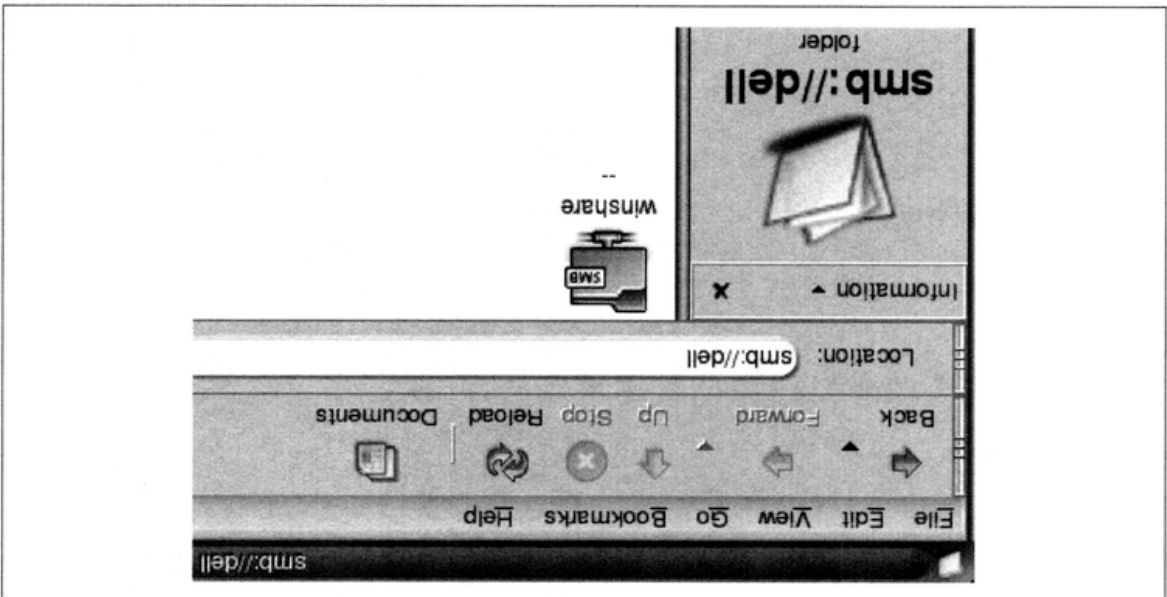 smb://dell
File Edit View Go Bookmarks Help
Back Forward Up Stop Reload Documents
Location: smb://dell
Information
SMB
winshare
--
smb://dell
folder